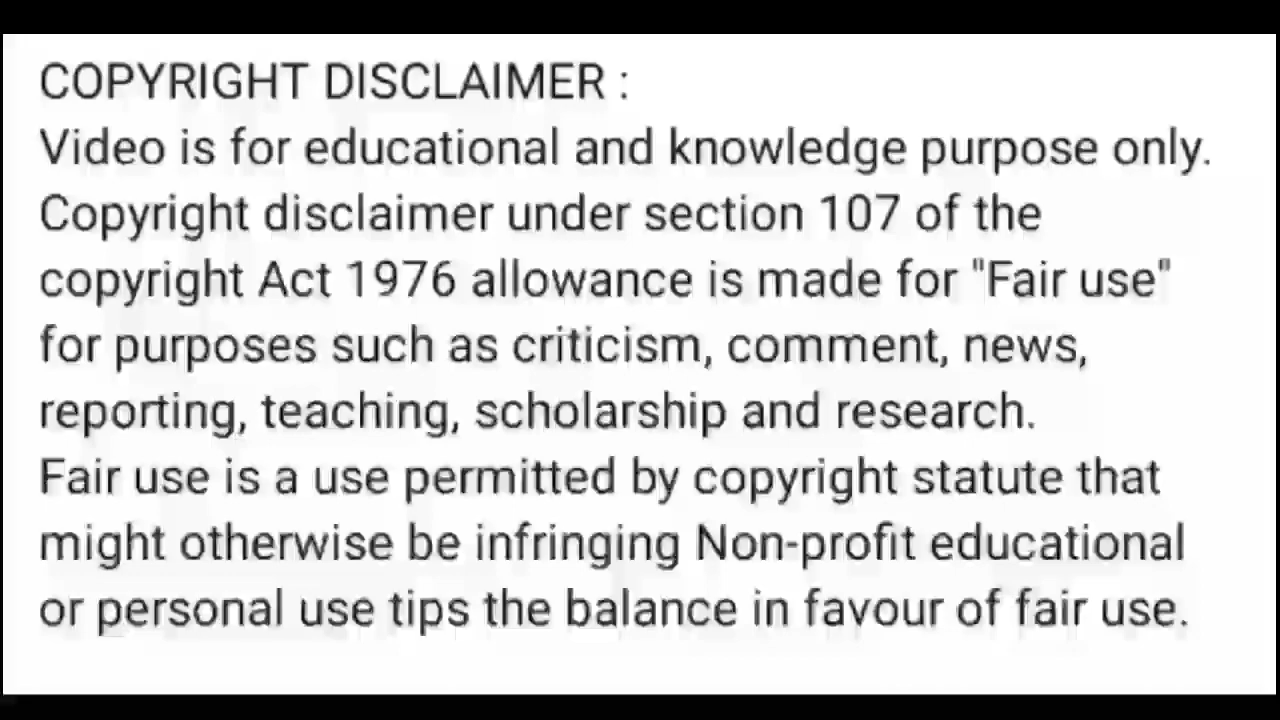 COPYRIGHT DISCLAIMER :
Video is for educational and knowledge purpose only.
Copyright disclaimer under section 107 of the
copyright Act 1976 allowance is made for "Fair use"
for purposes such as criticism, comment, news,
reporting, teaching, scholarship and research.
Fair use is a use permitted by copyright statute that
might otherwise be infringing Non-profit educational
or personal use tips the balance in favour of fair use.